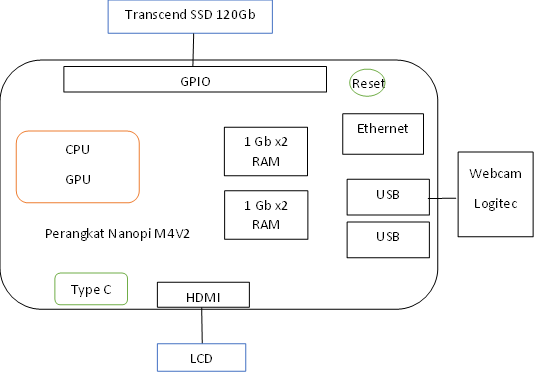 Transcend SSD 120Gb
GPIO
Reset
Ethernet
CPU
GPU
1 Gb x2
RAM
Webcam
Logitec
USB
1 Gb x2
RAM
USB
Perangkat Nanopi M4V2
Type C
HDMI
LCD